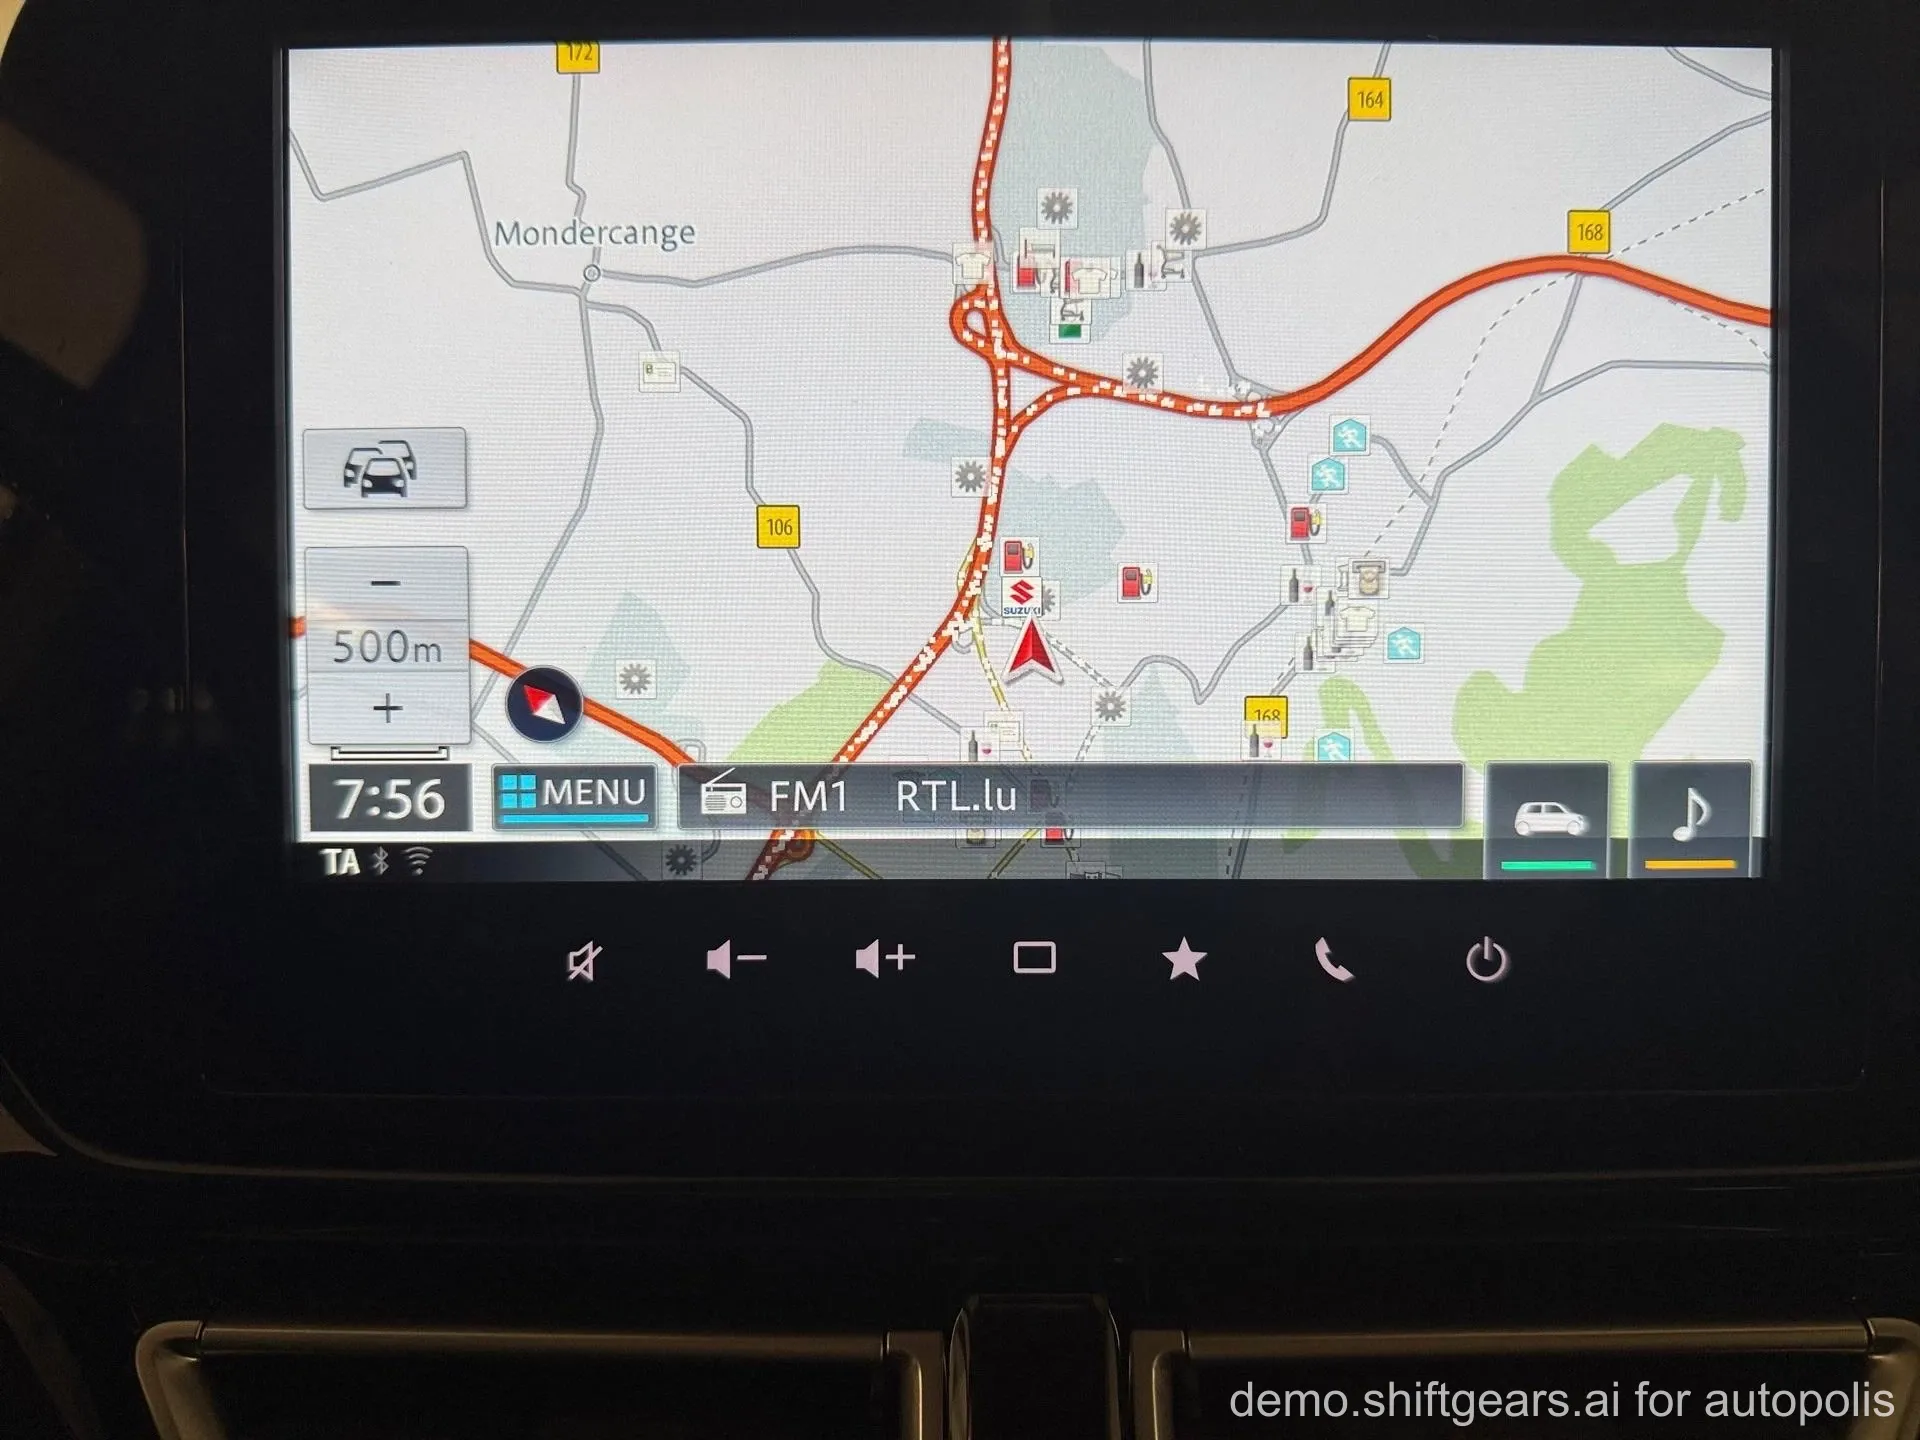 172
164
168
Mondercange
106
SUZUKI
500m
168
7:56
MENU
FM1 RTL.lu
TA
demo.shiftgears.ai for autopolis